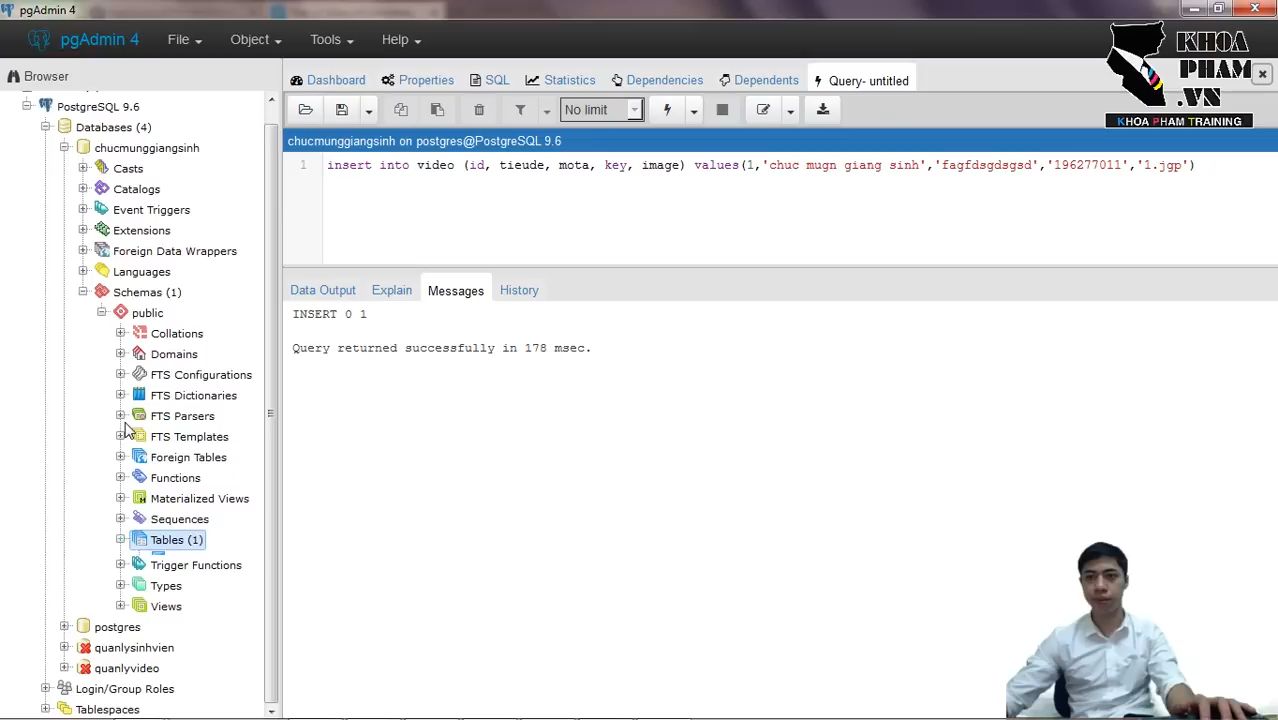 pgAdmin 4
pgAdmin 4
File
Object
Tools
Help
KHOA
PHAM
.VN
KHOA PHAM TRAINING
Browser
Dashboard
Properties
SQL
Statistics
Dependencies
Dependents
Query- untitled
No limit
chucmunggiangsinh on postgres@PostgreSQL 9.6
1 insert into video (id, tieude, mota, key, image) values(1,'chuc mugn giang sinh','fagfdsgdsgsd','196277011','1.jgp')
PostgreSQL 9.6
Databases (4)
chucmunggiangsinh
Casts
Catalogs
Event Triggers
Extensions
Foreign Data Wrappers
Languages
Schemas (1)
public
Collations
Domains
FTS Configurations
FTS Dictionaries
FTS Parsers
FTS Templates
Foreign Tables
Functions
Materialized Views
Sequences
Tables (1)
Trigger Functions
Types
Views
postgres
quanlysinhvien
quanlyvideo
Login/Group Roles
Tablespaces
Data Output
Explain
Messages
History
INSERT 0 1
Query returned successfully in 178 msec.